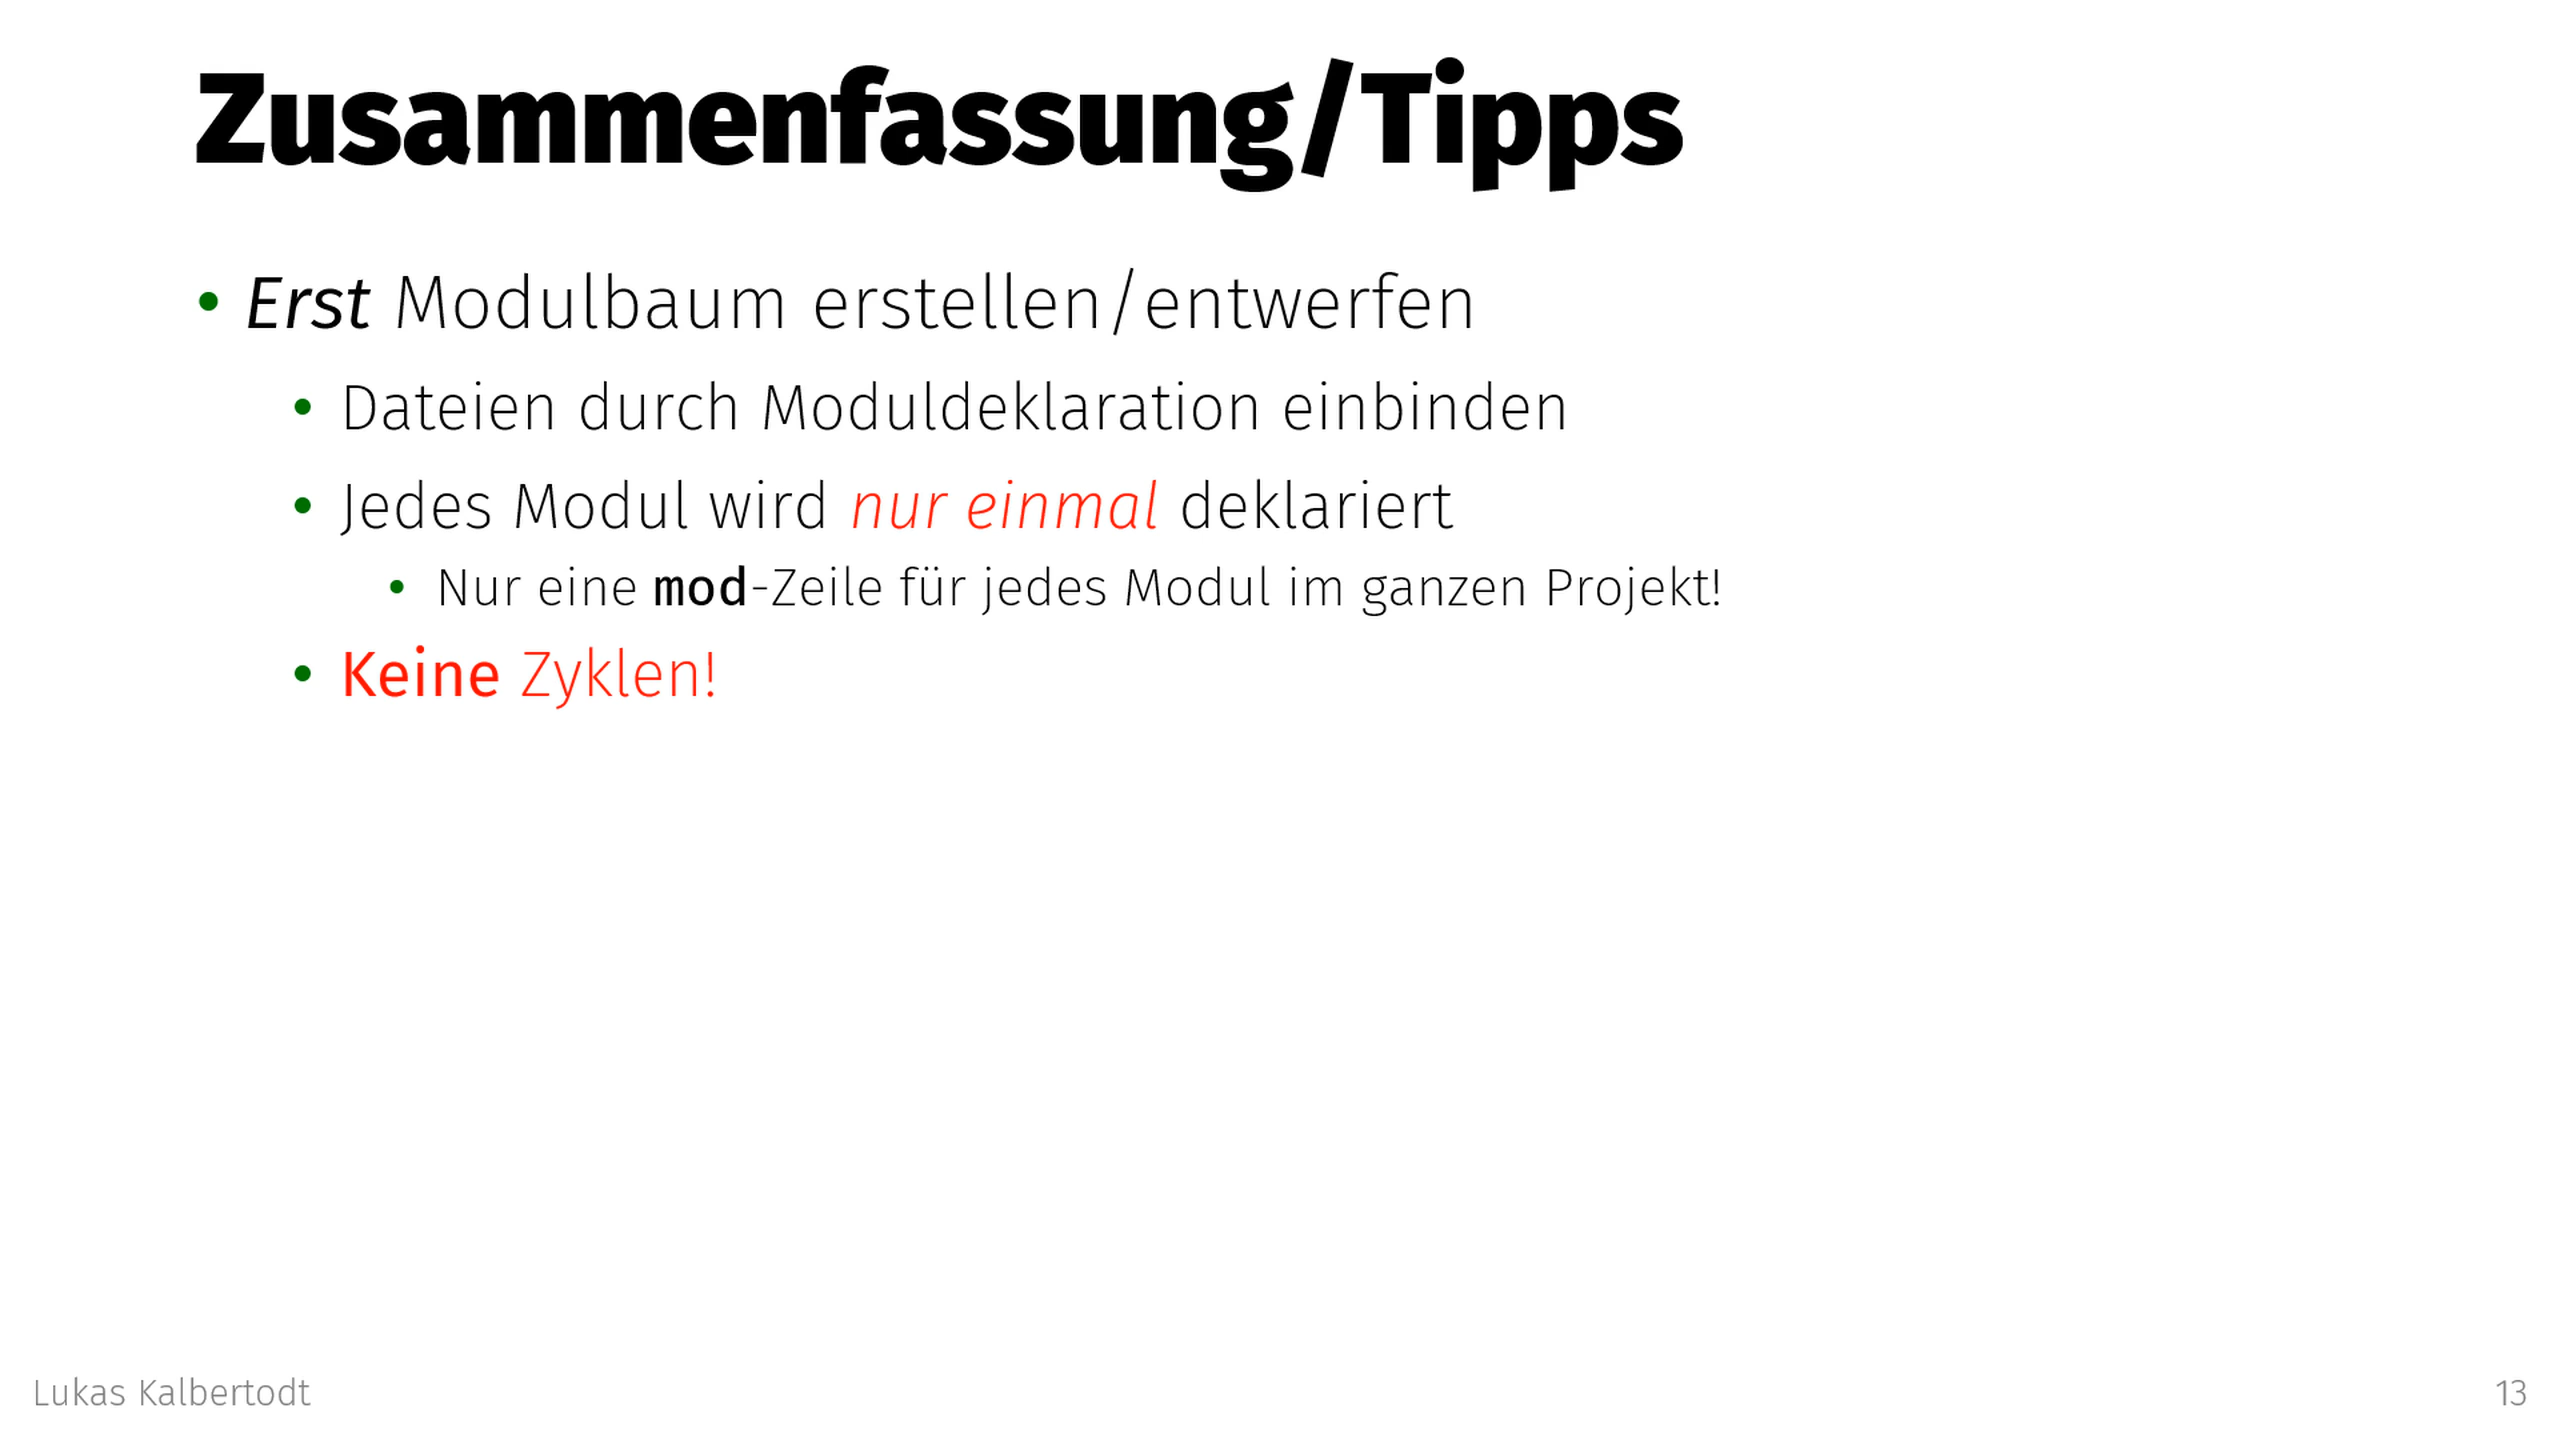 Zusammenfassung/Tipps
• Erst Modulbaum erstellen/entwerfen
• Dateien durch Moduldeklaration einbinden
• Jedes Modul wird nur einmal deklariert
• Nur eine mod-Zeile für jedes Modul im ganzen Projekt!
• Keine Zyklen!
Lukas Kalbertodt
13